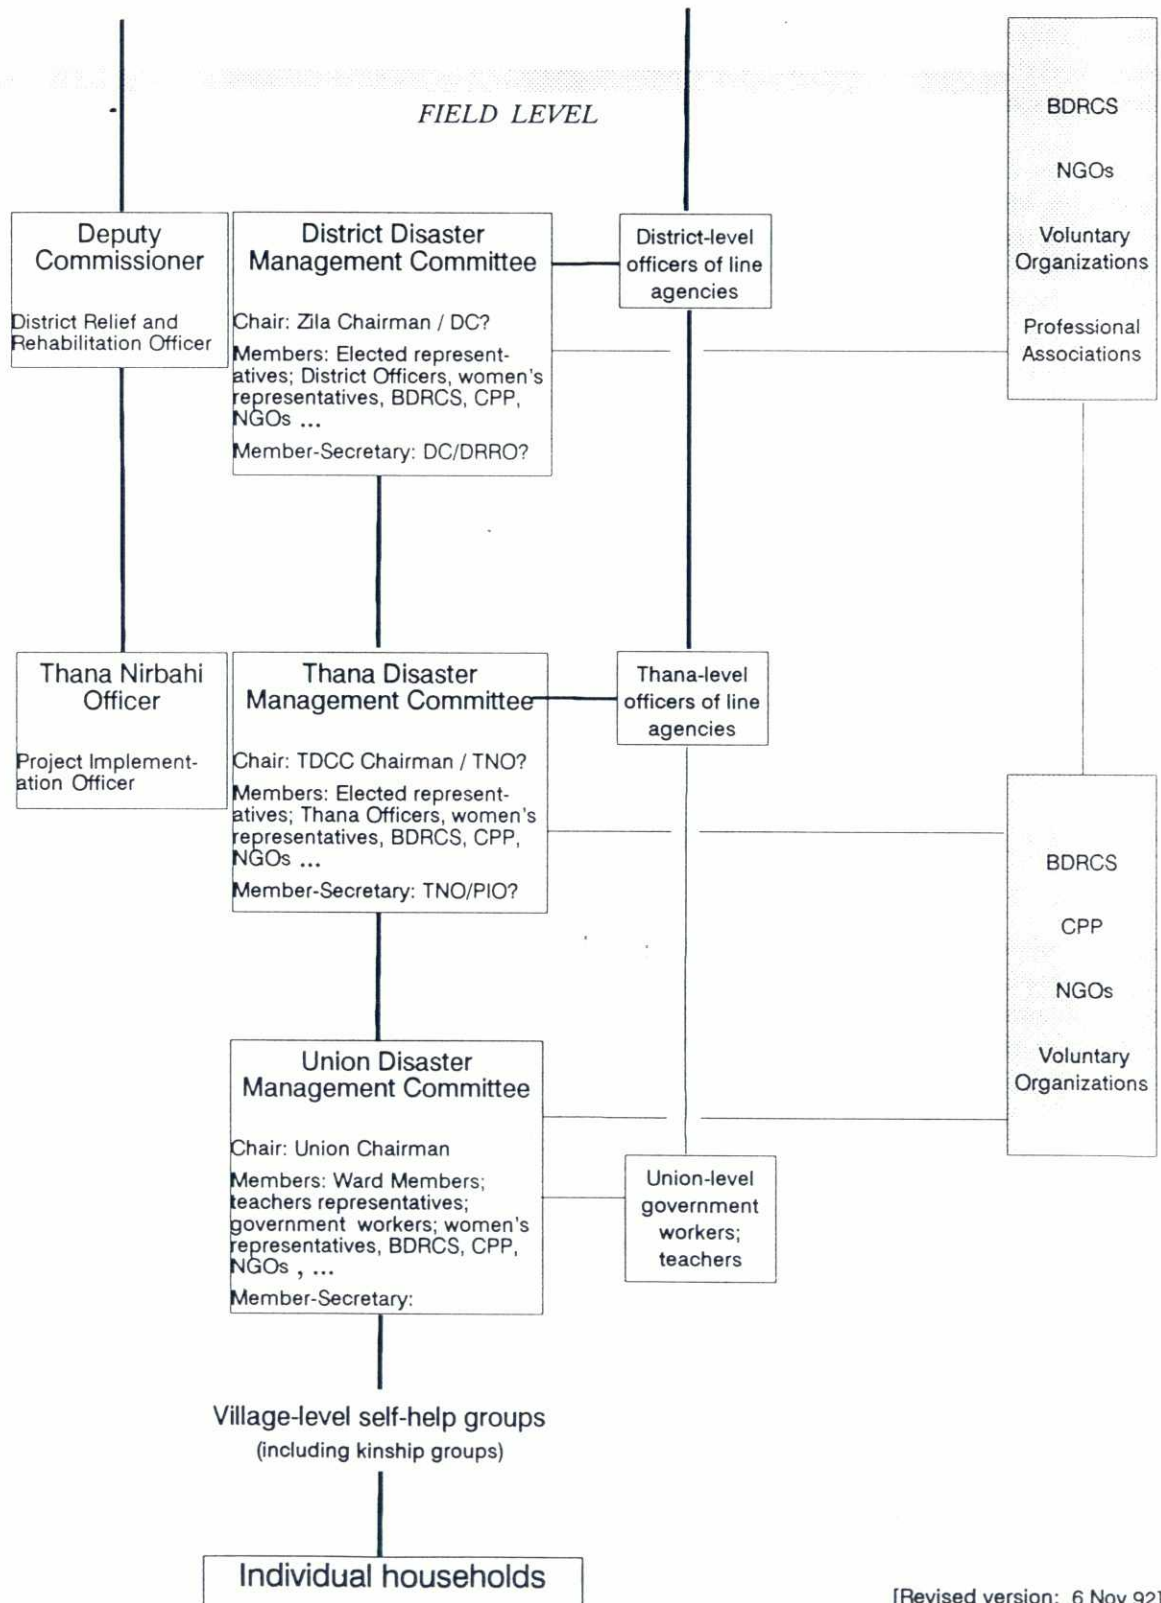 FIELD LEVEL
BDRCS
NGOs
Voluntary
Organizations
Professional
Associations
Deputy
Commissioner
District Relief and
Rehabilitation Officer
District Disaster
Management Committee
Chair: Zila Chairman / DC?
Members: Elected represent-
atives; District Officers, women's
representatives, BDRCS, CPP,
NGOs ...
Member-Secretary: DC/DRRO?
District-level
officers of line
agencies
Thana Nirbahi
Officer
Project Implement-
ation Officer
Thana Disaster
Management Committee
Chair: TDCC Chairman / TNO?
Members: Elected represent-
atives; Thana Officers, women's
representatives, BDRCS, CPP,
NGOs ...
Member-Secretary: TNO/PIO?
Thana-level
officers of line
agencies
BDRCS
CPP
NGOs
Voluntary
Organizations
Union Disaster
Management Committee
Chair: Union Chairman
Members: Ward Members;
teachers representatives;
government workers; women's
representatives, BDRCS, CPP,
NGOs , ...
Member-Secretary:
Union-level
government
workers;
teachers
Village-level self-help groups
(including kinship groups)
Individual households
[Revised version: 6 Nov 92]